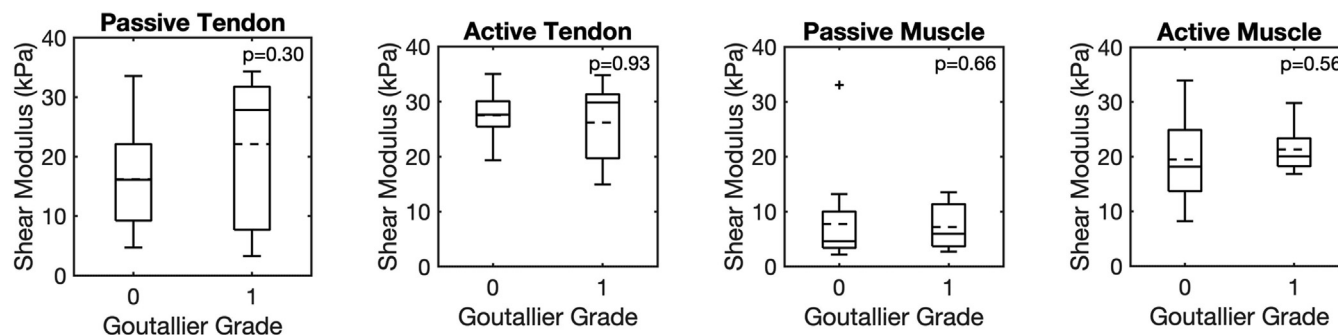 Passive Tendon
Shear Modulus (kPa)
40
30
20
10
0
p=0.30
0 1
Goutallier Grade
Active Tendon
Shear Modulus (kPa)
40
30
20
10
0
p=0.93
0 1
Goutallier Grade
Passive Muscle
Shear Modulus (kPa)
40
30
20
10
0
p=0.66
0 1
Goutallier Grade
Active Muscle
Shear Modulus (kPa)
40
30
20
10
0
p=0.56
0 1
Goutallier Grade